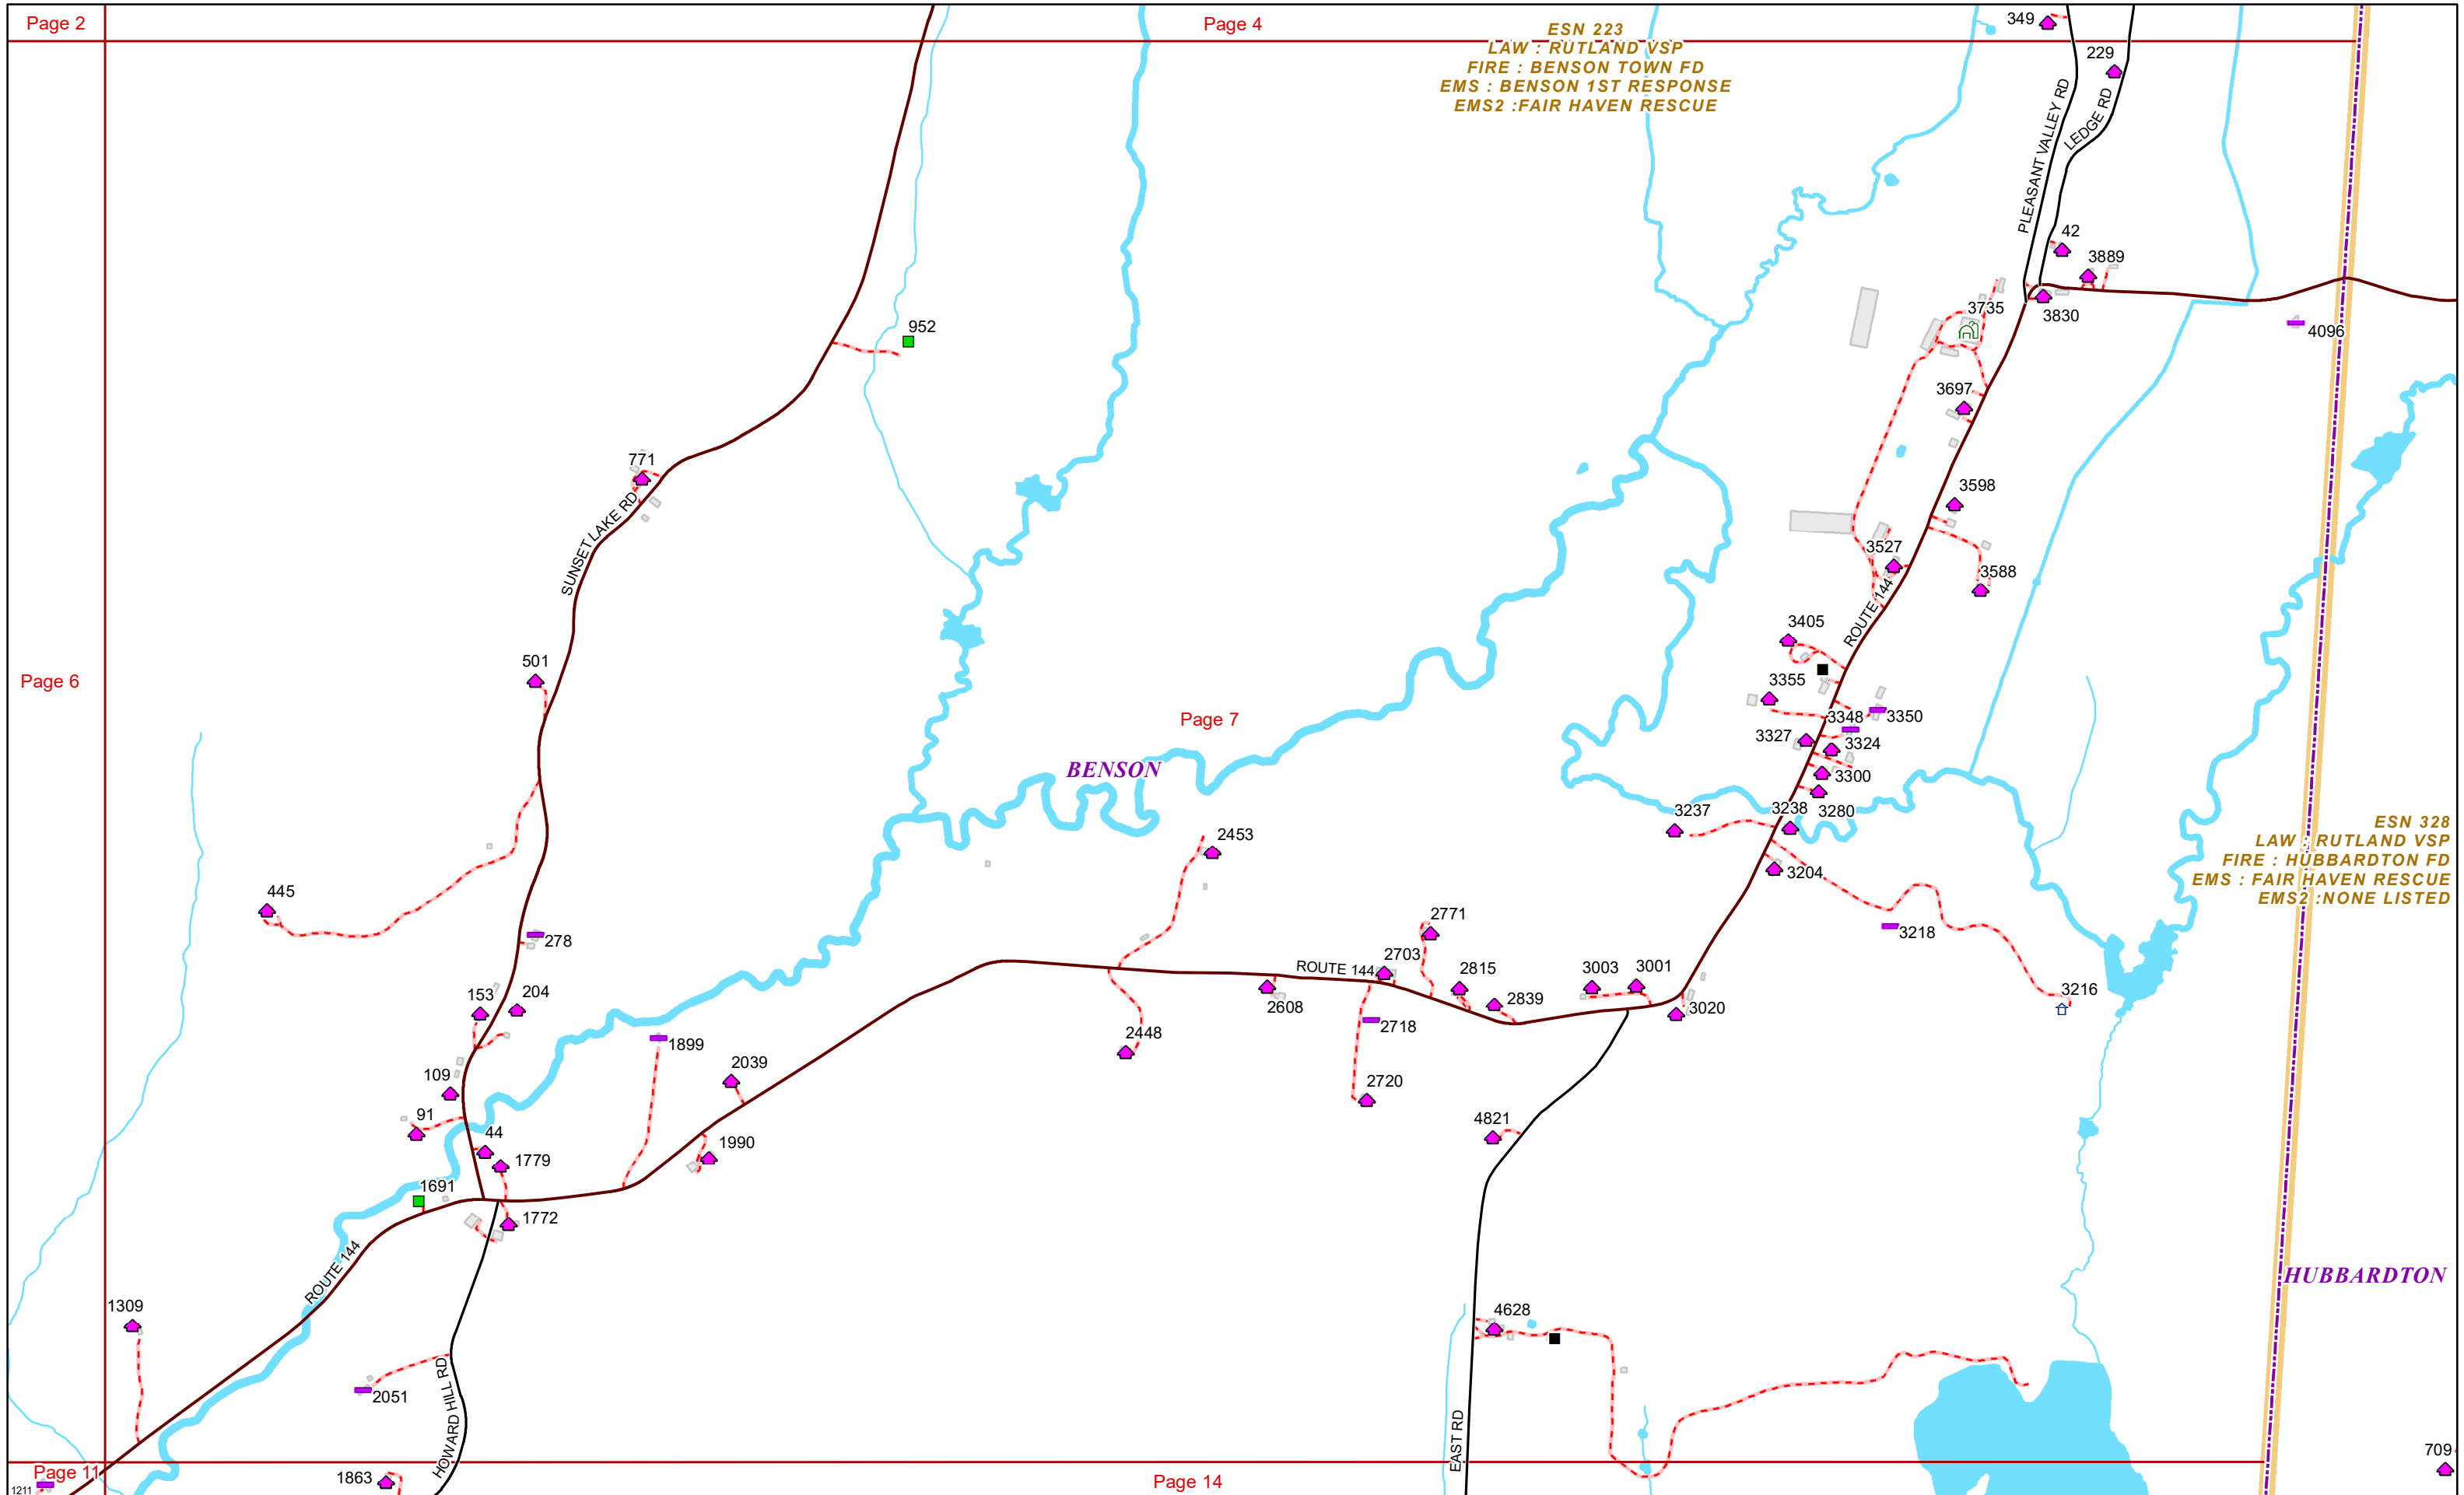 Page 2
Page 4
349
ESN 223
LAW : RUTLAND VSP
FIRE : BENSON TOWN FD
EMS : BENSON 1ST RESPONSE
EMS2 :FAIR HAVEN RESCUE
229
PLEASANT VALLEY RD
LEDGE RD
42
3889
3735
3830
952
4096
3697
771
SUNSET LAKE RD
3598
3527
3588
ROUTE 144
3405
501
Page 6
3355
Page 7
3348
3350
3327
3324
BENSON
3300
3237
3238
3280
ESN 328
LAW : RUTLAND VSP
FIRE : HUBBARDTON FD
EMS : FAIR HAVEN RESCUE
EMS2 :NONE LISTED
2453
3204
445
2771
3218
278
2703
ROUTE 144
2815
3003
3001
3216
153
204
2839
2608
3020
2718
2448
1899
2039
109
2720
91
4821
44
1990
1779
1691
1772
ROUTE 144
HUBBARDTON
1309
4628
2051
HOWARD HILL RD
EAST RD
709
Page 11
1863
Page 14
1211